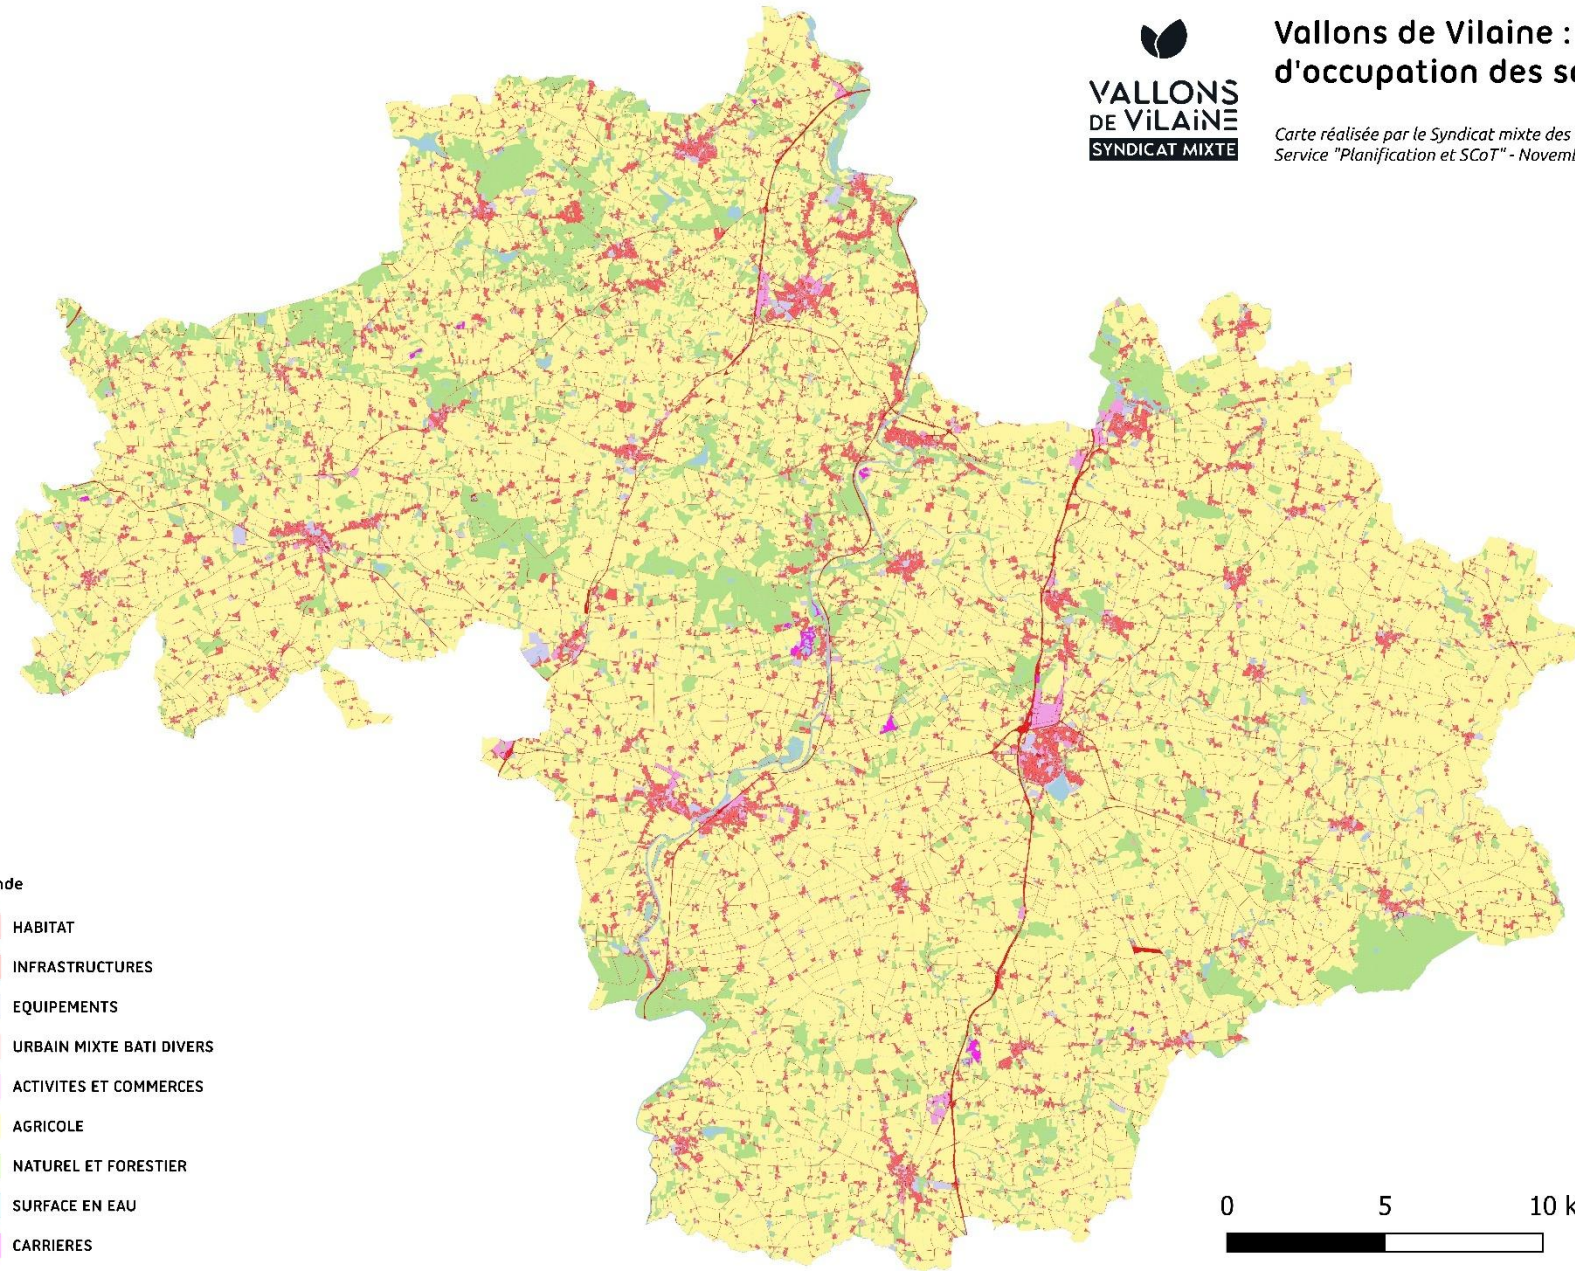 VALLONS
DE ViLAiNE
SYNDICAT MIXTE
Vallons de Vilaine :
d'occupation des
Carte réalisée par le Syndicat mixte des
Service "Planification et SCoT" -
HABITAT
INFRASTRUCTURES
EQUIPEMENTS
URBAIN MIXTE BATI DIVERS
ACTIVITES ET COMMERCES
AGRICOLE
NATUREL ET FORESTIER
SURFACE EN EAU
CARRIERES
0 5 10